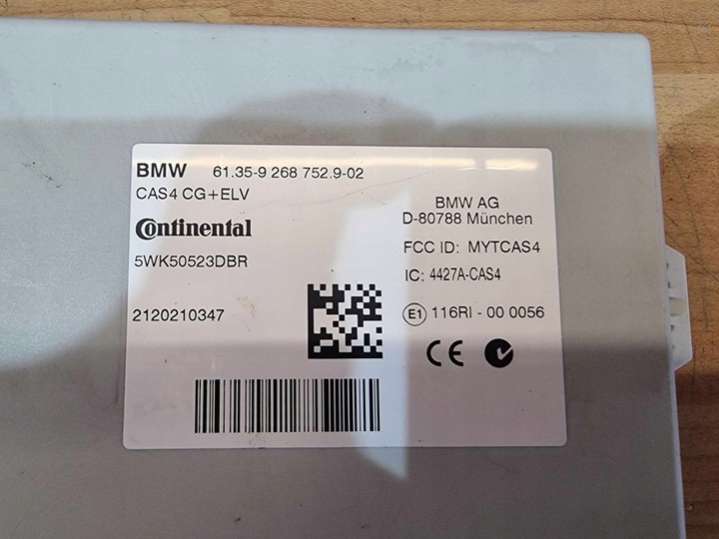 BMW 61.35-9 268 752.9-02
CAS4 CG+ELV
Continental
5WK50523DBR
2120210347
BMW AG
D-80788 München
FCC ID: MYTCAS4
IC: 4427A-CAS4
E1 116RI - 00 0056
CE